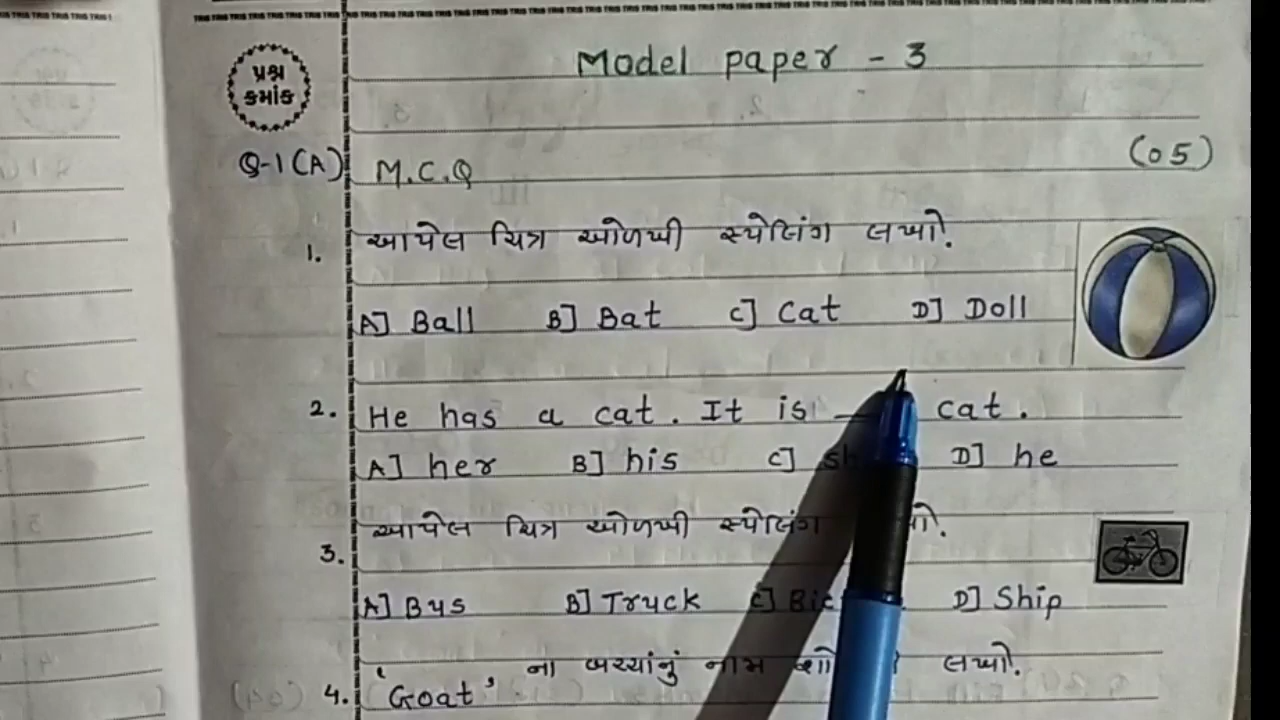 Model paper - 3
પ્રશ્ન
ક્રમાંક
Q-1(A) M.C.Q (05)
1. આપેલ ચિત્ર ઓળખી સ્પેલિંગ લખો.
A] Ball B] Bat C] Cat D] Doll
2. He has a cat. It is cat.
A] her B] his C] D] he
3. આપેલ ચિત્ર ઓળખી સ્પેલિંગ
A] Bus B] Truck C] D] Ship
4. 'Goat' ના બચ્ચાંનું નામ લખો.